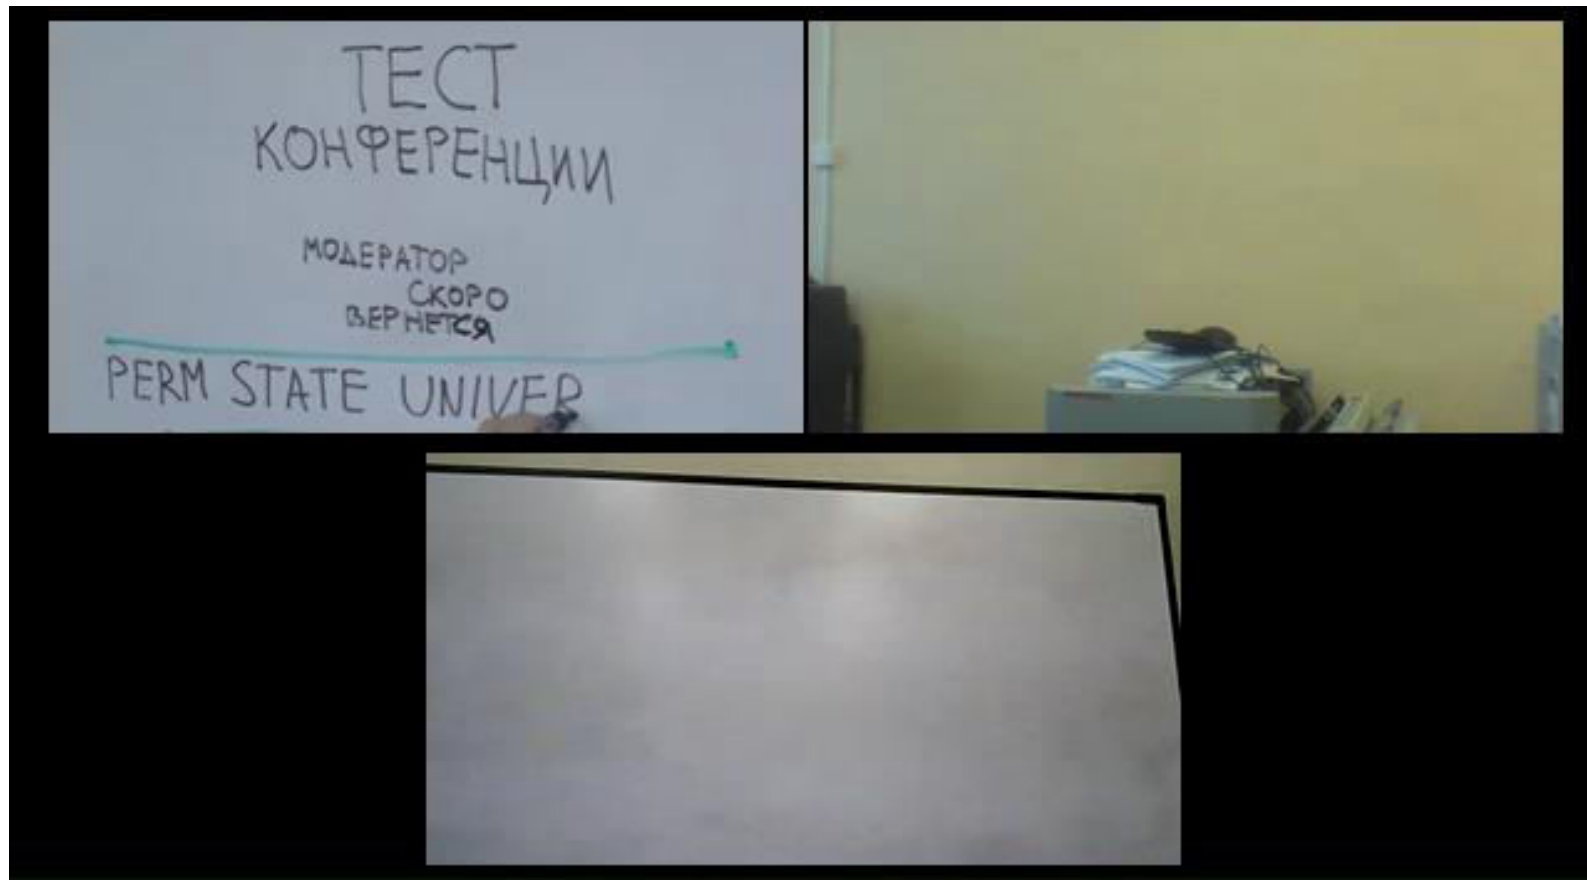 ТЕСТ
КОНФЕРЕНЦИИ
МОДЕРАТОР
СКОРО
ВЕРНЕТСЯ
PERM STATE UNIVER